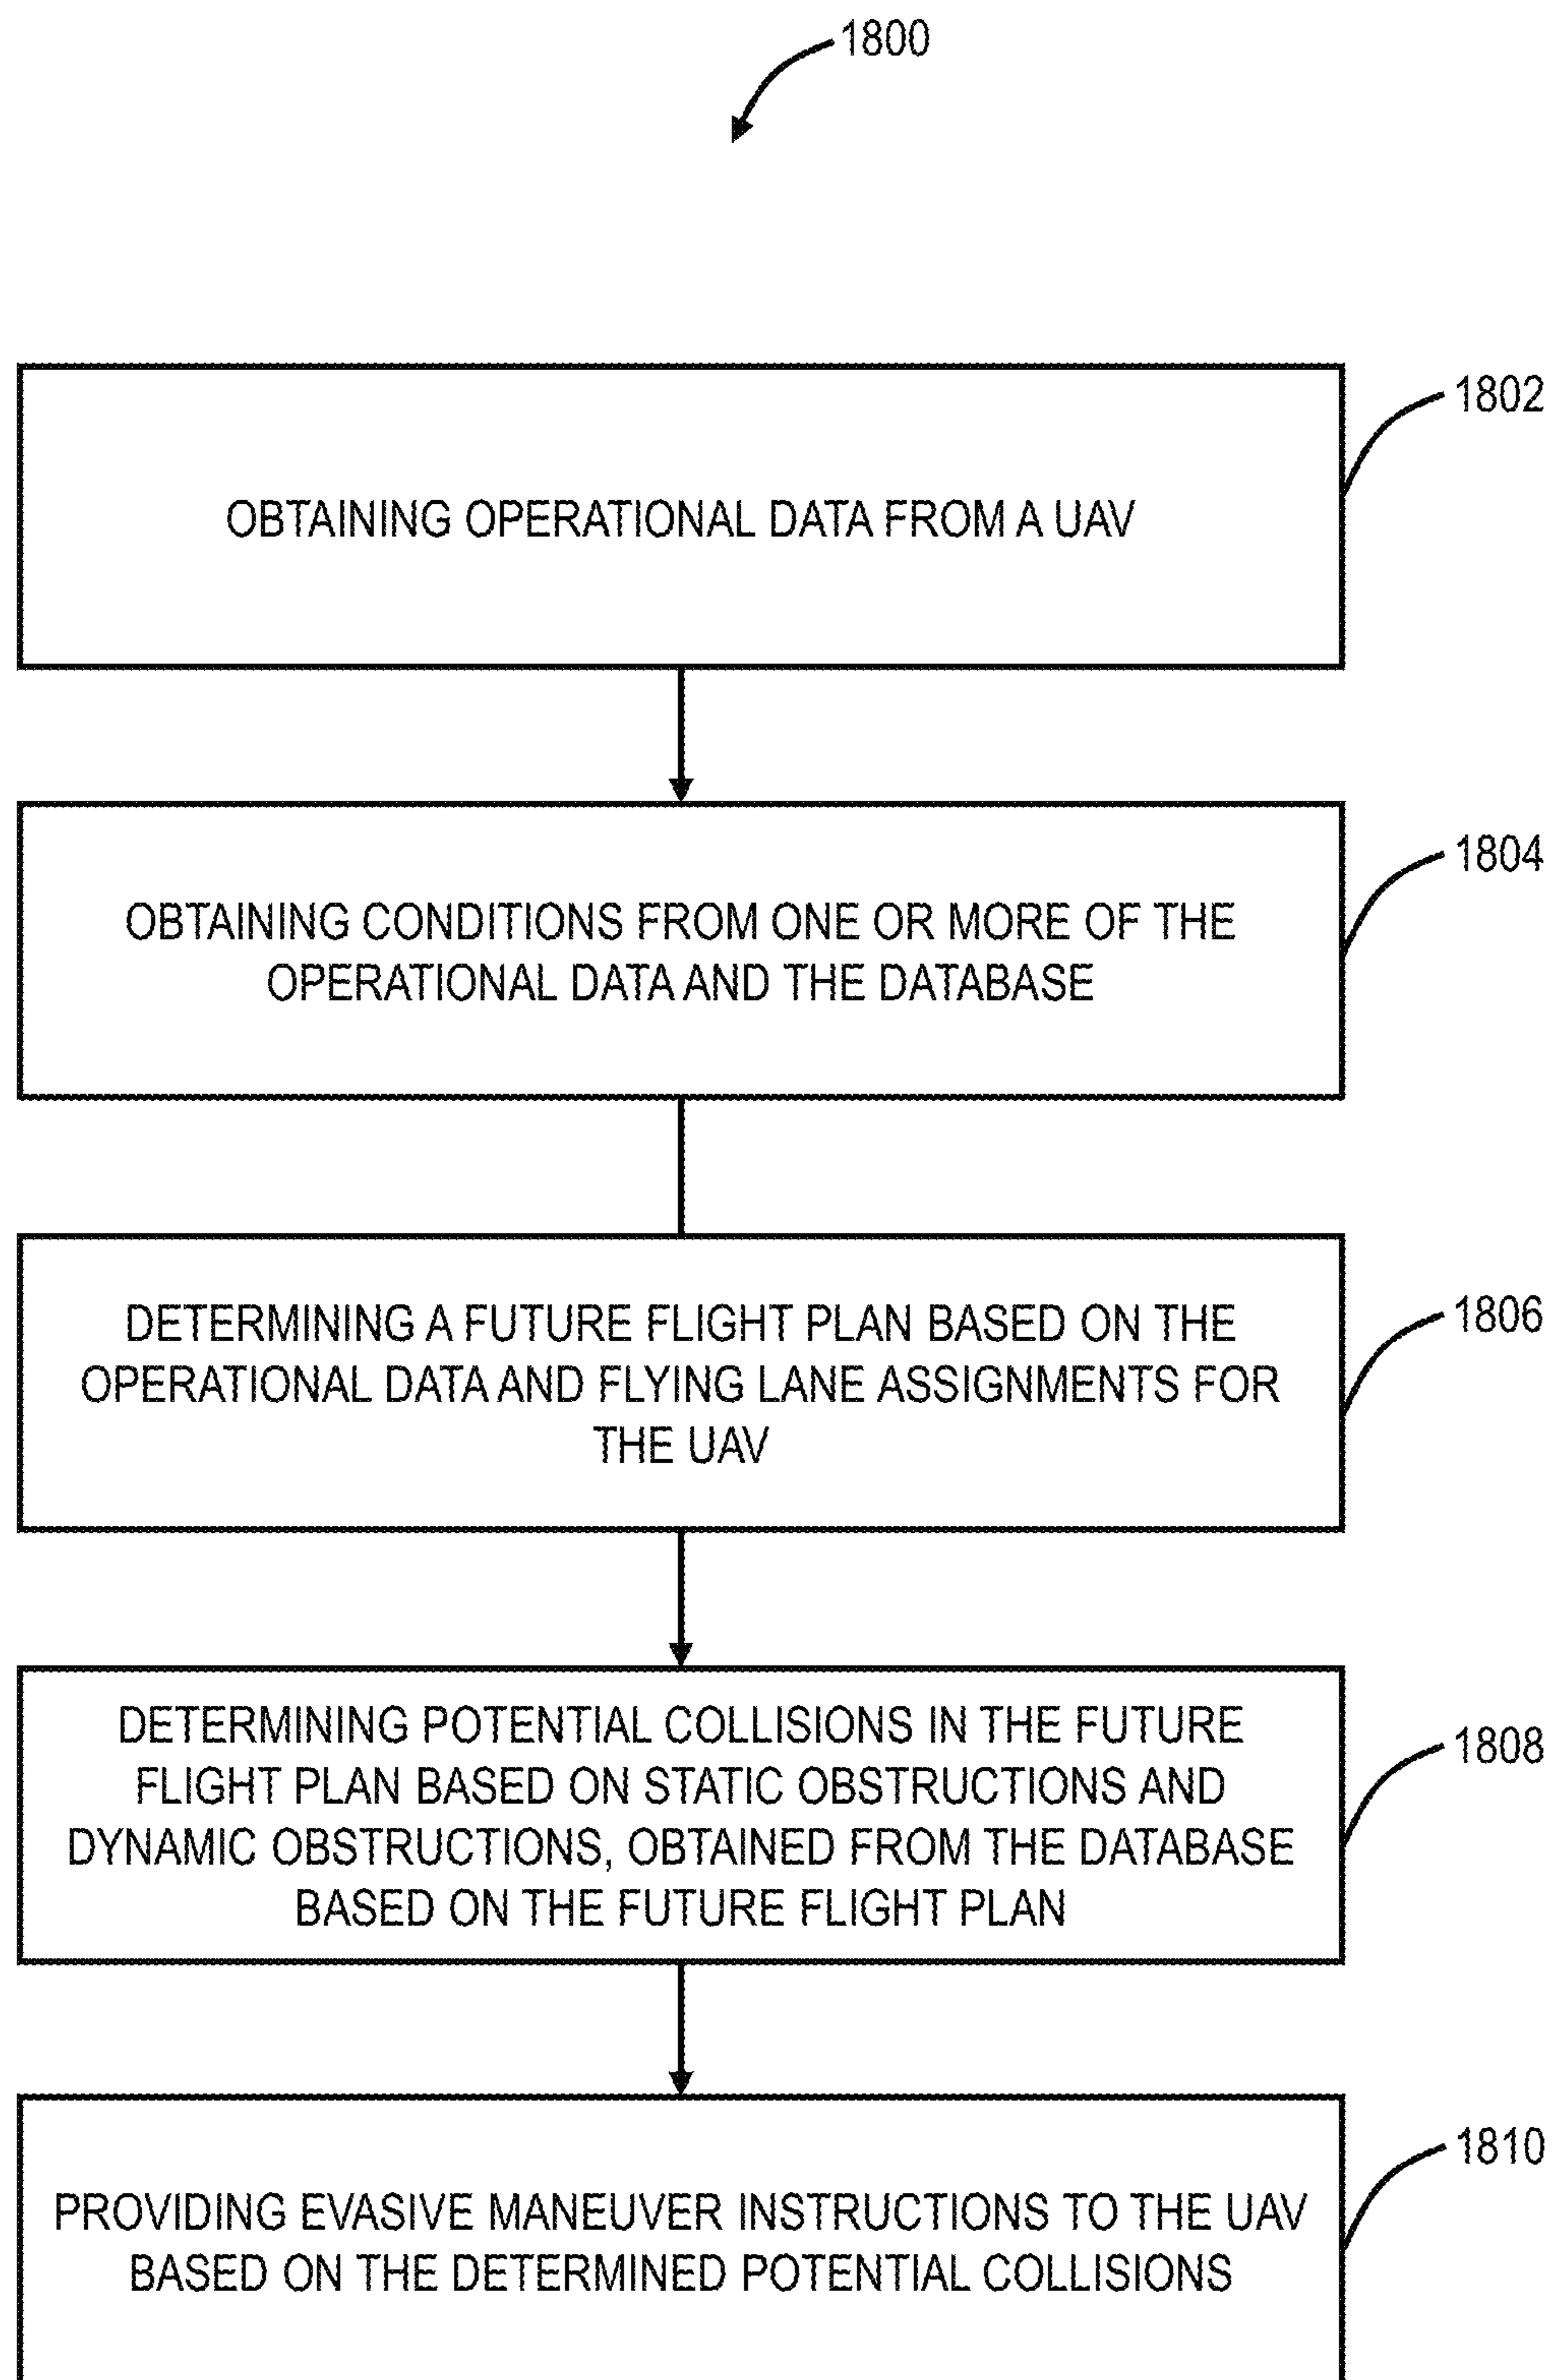 1800
1802
OBTAINING OPERATIONAL DATA FROM A UAV
1804
OBTAINING CONDITIONS FROM ONE OR MORE OF THE
OPERATIONAL DATA AND THE DATABASE
1806
DETERMINING A FUTURE FLIGHT PLAN BASED ON THE
OPERATIONAL DATA AND FLYING LANE ASSIGNMENTS FOR
THE UAV
1808
DETERMINING POTENTIAL COLLISIONS IN THE FUTURE
FLIGHT PLAN BASED ON STATIC OBSTRUCTIONS AND
DYNAMIC OBSTRUCTIONS, OBTAINED FROM THE DATABASE
BASED ON THE FUTURE FLIGHT PLAN
1810
PROVIDING EVASIVE MANEUVER INSTRUCTIONS TO THE UAV
BASED ON THE DETERMINED POTENTIAL COLLISIONS